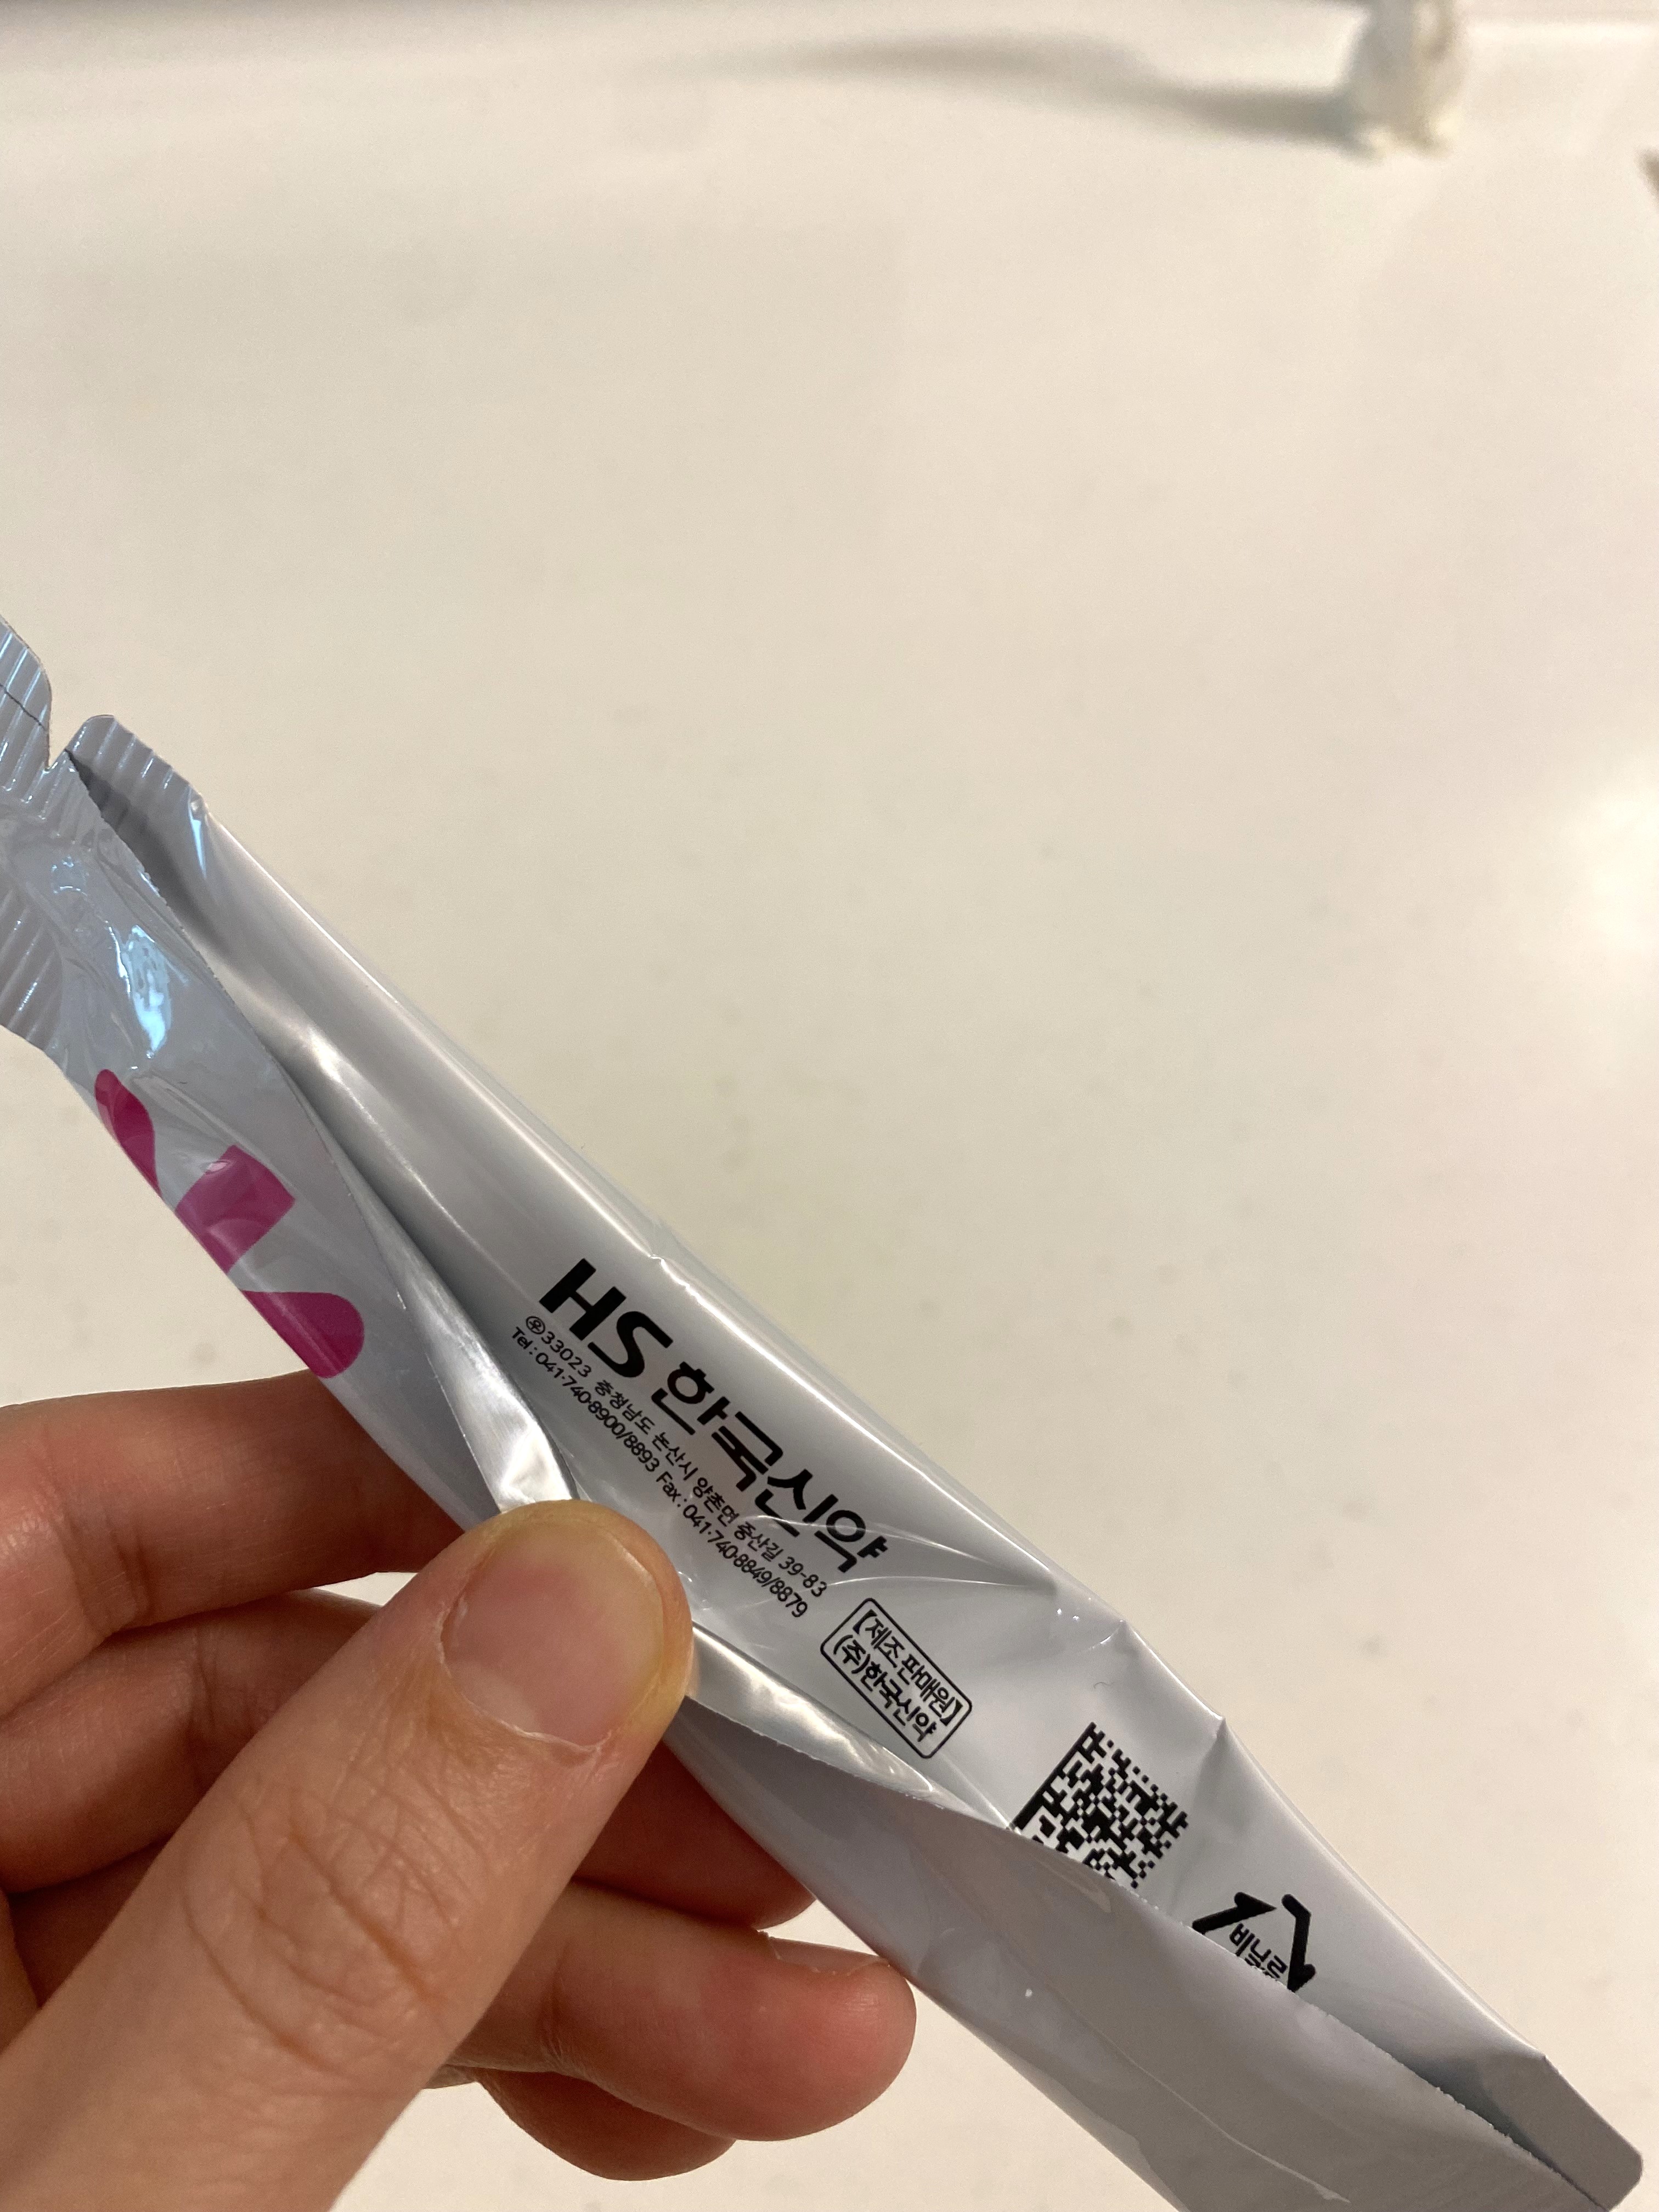 HS 한국신약
㉾33023 충청남도 논산시 양촌면 중산길 39-83
Tel : 041-740-8900/8893 Fax : 041-740-8849/8879
【제조 판매원】
(주)한국신약
비닐류